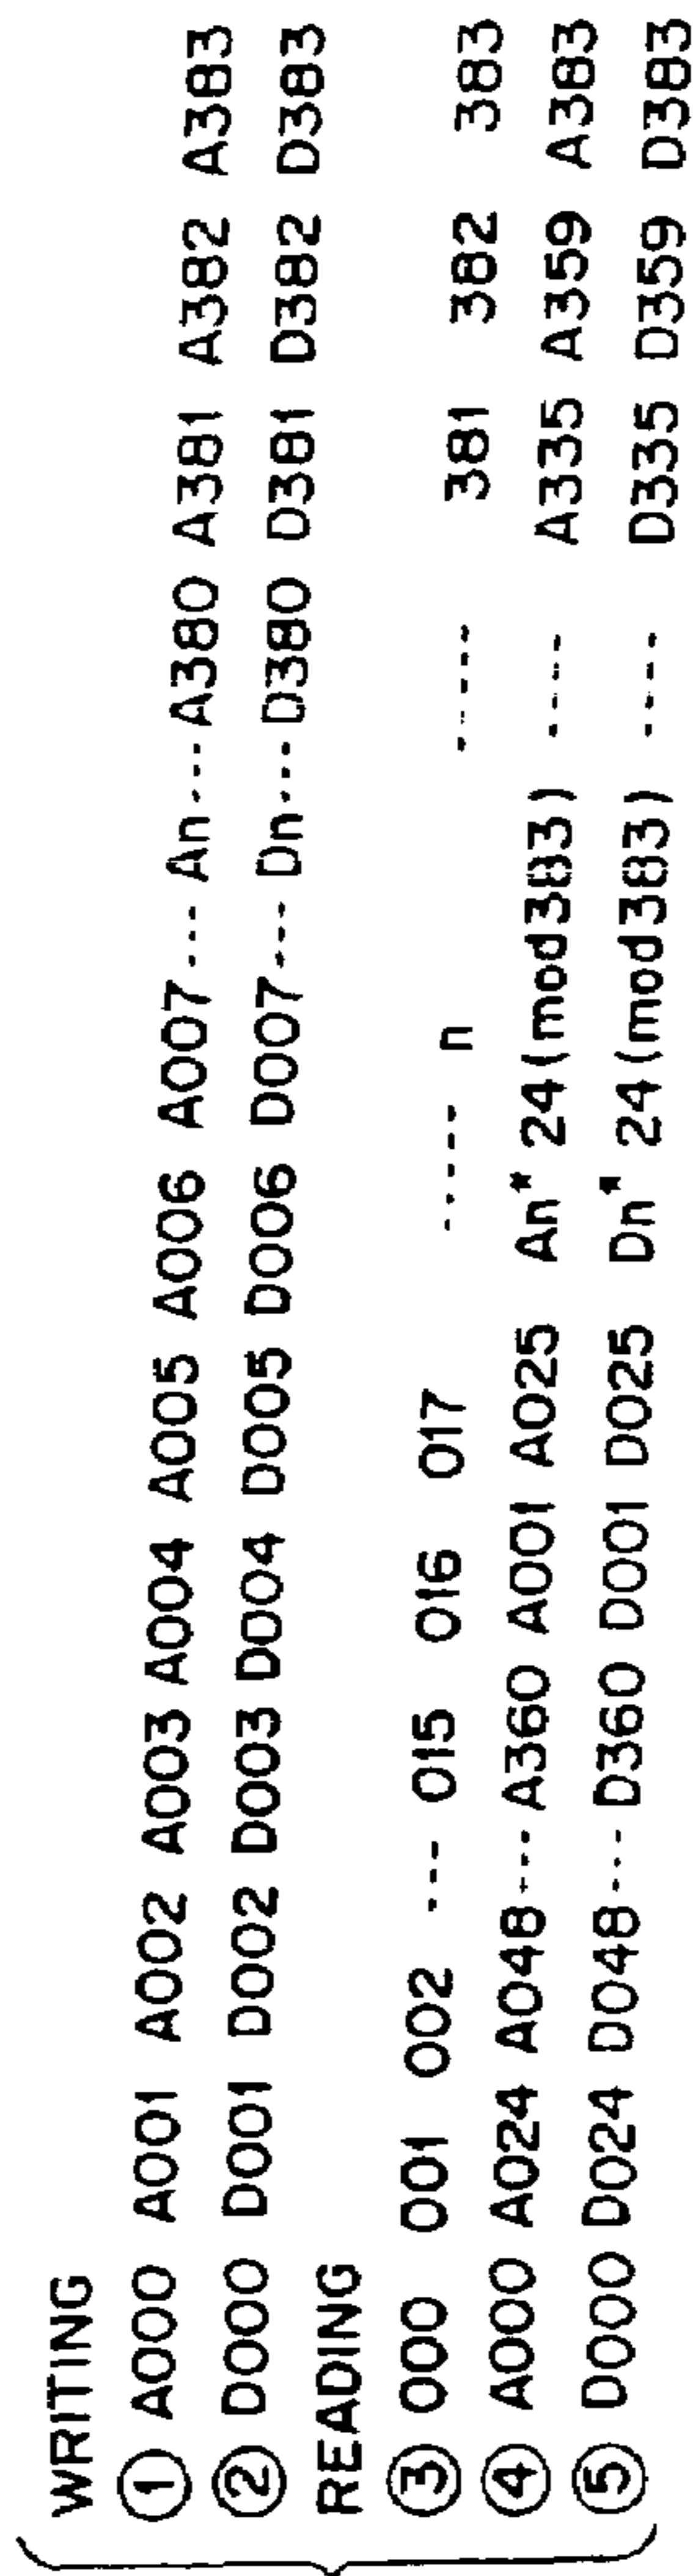 WRITING
① A000 A001 A002 A003 A004 A005 A006 A007--- An---A380 A381 A382 A383
② D000 D001 D002 D003 D004 D005 D006 D007--- Dn---D380 D381 D382 D383
READING
③ 000 001 002 --- 015 016 017 ----- n ----- 381 382 383
④ A000 A024 A048---A360 A001 A025 An* 24(mod383) ---- A335 A359 A383
⑤ D000 D024 D048---D360 D001 D025 Dn* 24(mod383) ---- D335 D359 D383